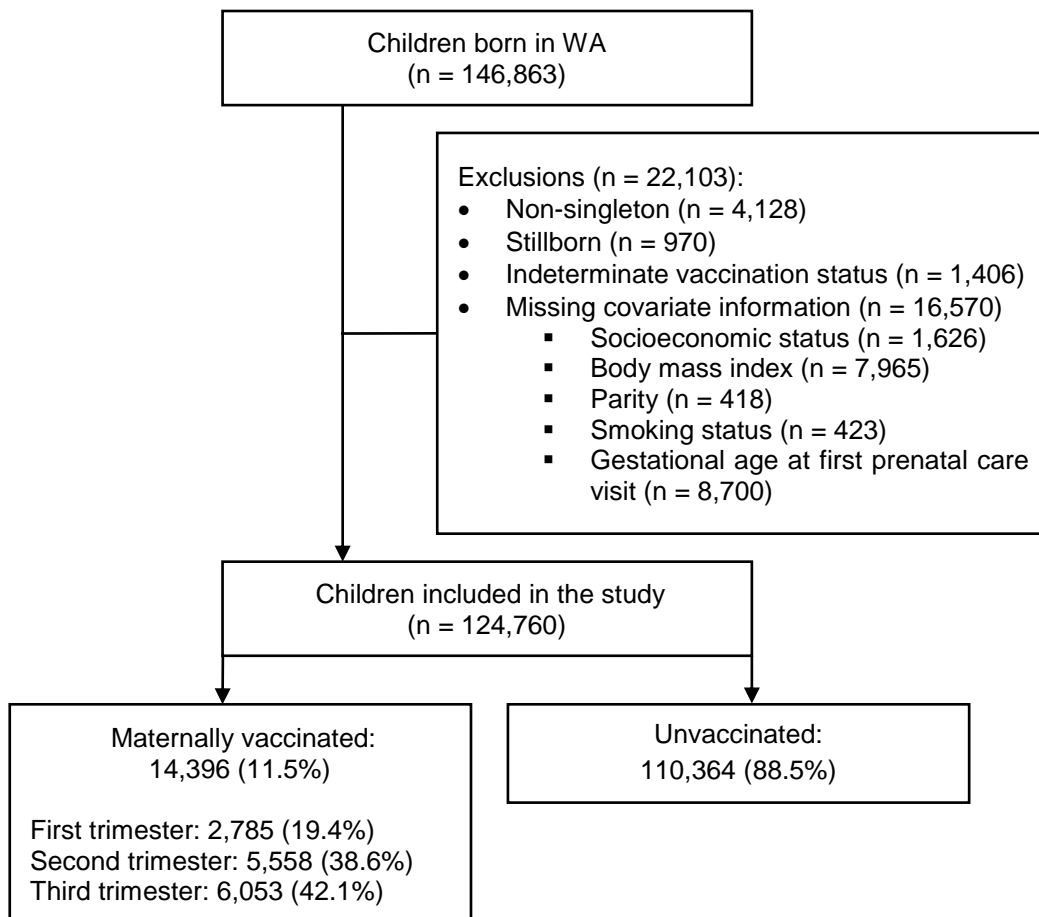 Children born in WA
(n = 146,863)
Exclusions (n = 22,103):
• Non-singleton (n = 4,128)
• Stillborn (n = 970)
• Indeterminate vaccination status (n = 1,406)
• Missing covariate information (n = 16,570)
▪ Socioeconomic status (n = 1,626)
▪ Body mass index (n = 7,965)
▪ Parity (n = 418)
▪ Smoking status (n = 423)
▪ Gestational age at first prenatal care
visit (n = 8,700)
Children included in the study
(n = 124,760)
Maternally vaccinated:
14,396 (11.5%)
First trimester: 2,785 (19.4%)
Second trimester: 5,558 (38.6%)
Third trimester: 6,053 (42.1%)
Unvaccinated:
110,364 (88.5%)